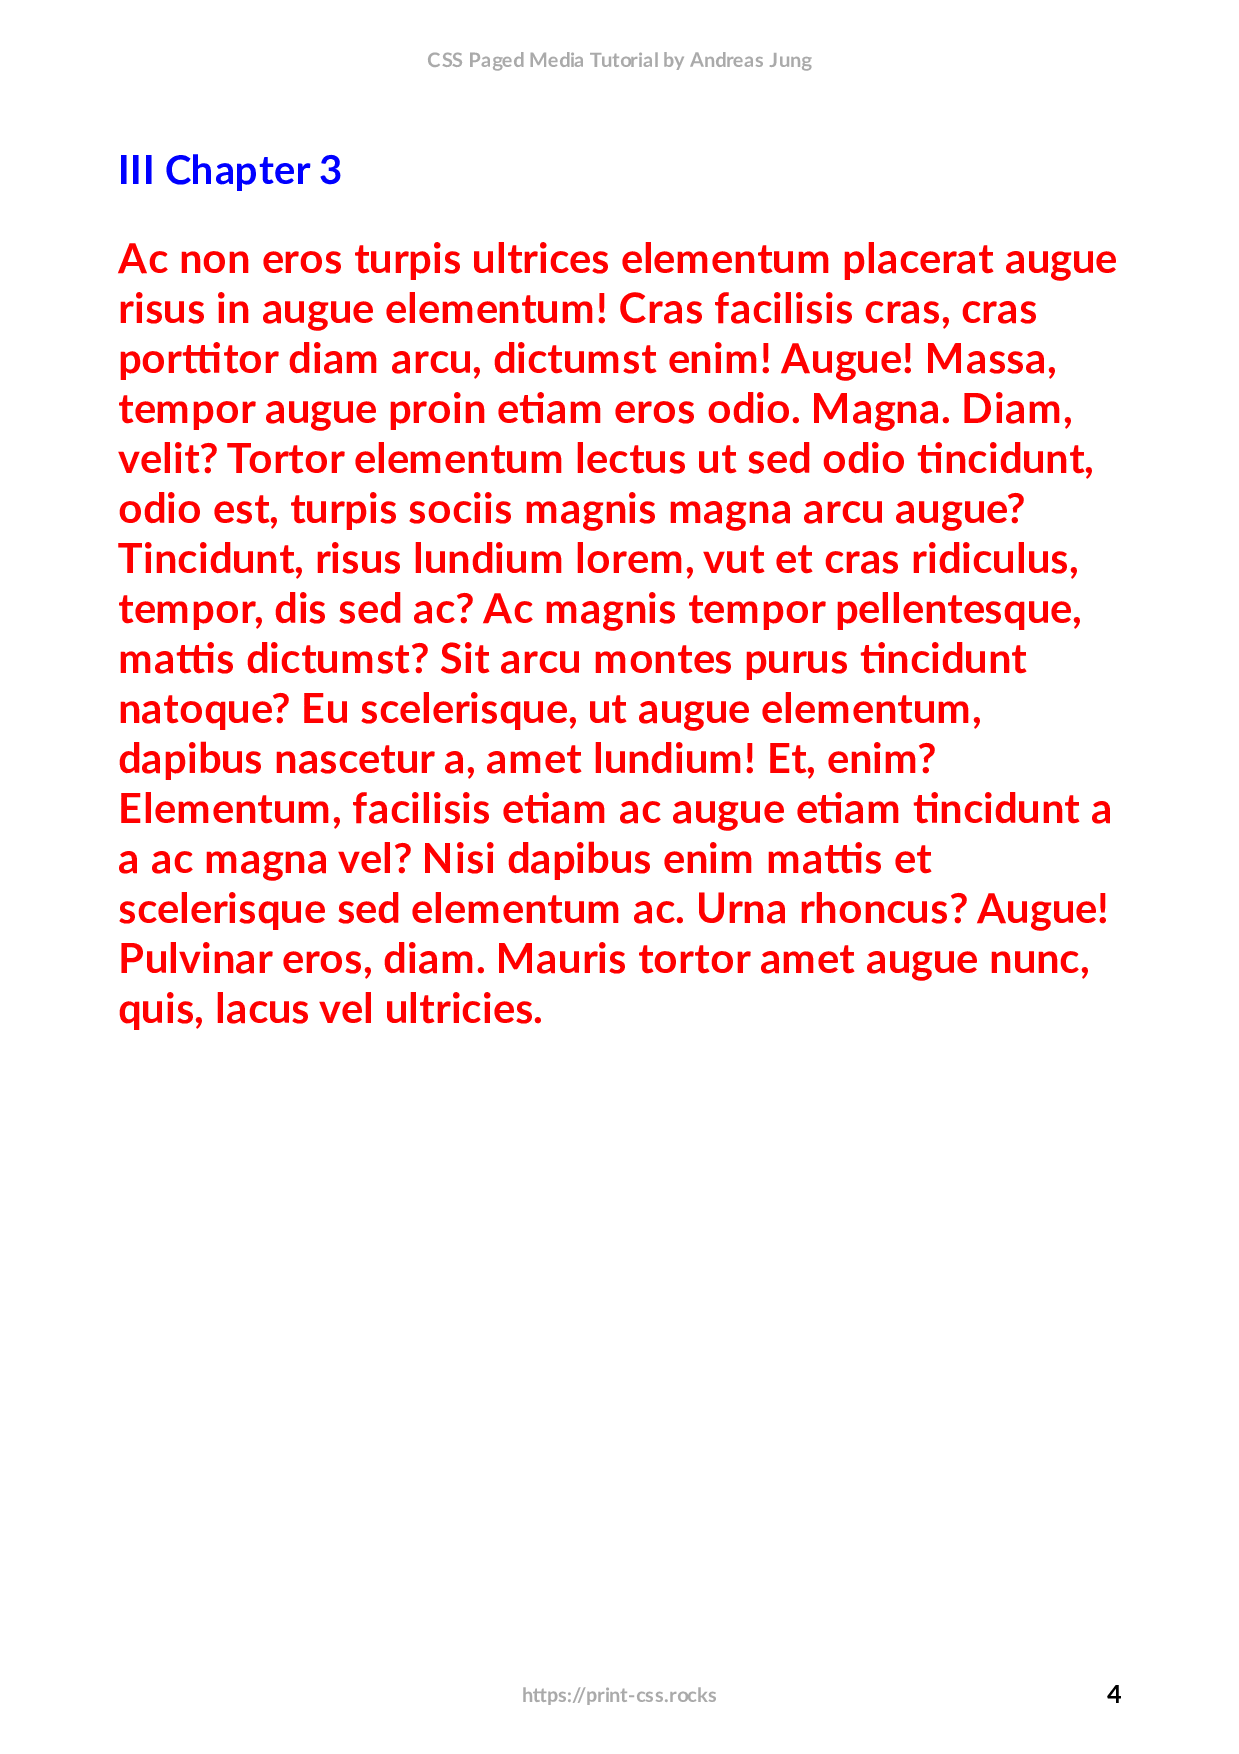 CSS Paged Media Tutorial by Andreas Jung
III Chapter 3
Ac non eros turpis ultrices elementum placerat augue
risus in augue elementum! Cras facilisis cras, cras
porttitor diam arcu, dictumst enim! Augue! Massa,
tempor augue proin etiam eros odio. Magna. Diam,
velit? Tortor elementum lectus ut sed odio tincidunt,
odio est, turpis sociis magnis magna arcu augue?
Tincidunt, risus lundium lorem, vut et cras ridiculus,
tempor, dis sed ac? Ac magnis tempor pellentesque,
mattis dictumst? Sit arcu montes purus tincidunt
natoque? Eu scelerisque, ut augue elementum,
dapibus nascetur a, amet lundium! Et, enim?
Elementum, facilisis etiam ac augue etiam tincidunt a
a ac magna vel? Nisi dapibus enim mattis et
scelerisque sed elementum ac. Urna rhoncus? Augue!
Pulvinar eros, diam. Mauris tortor amet augue nunc,
quis, lacus vel ultricies.
https://print-css.rocks
4